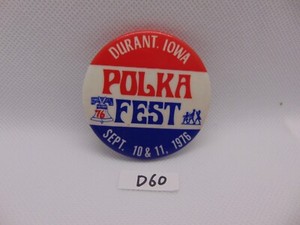 DURANT. IOWA
POLKA
'76 FEST
SEPT. 10 & 11. 1976
D60